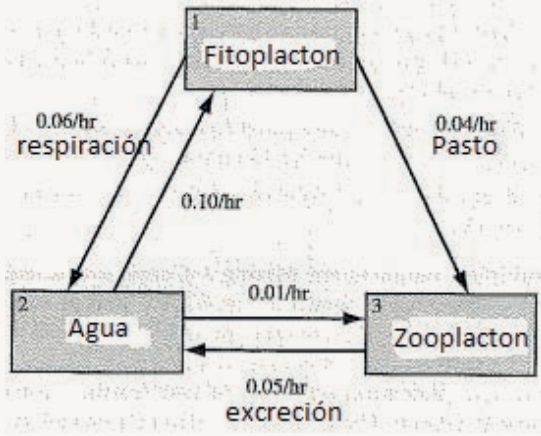 1
Fitoplacton
0.06/hr
respiración
0.04/hr
Pasto
0.10/hr
2
Agua
0.01/hr
3
Zooplacton
0.05/hr
excreción